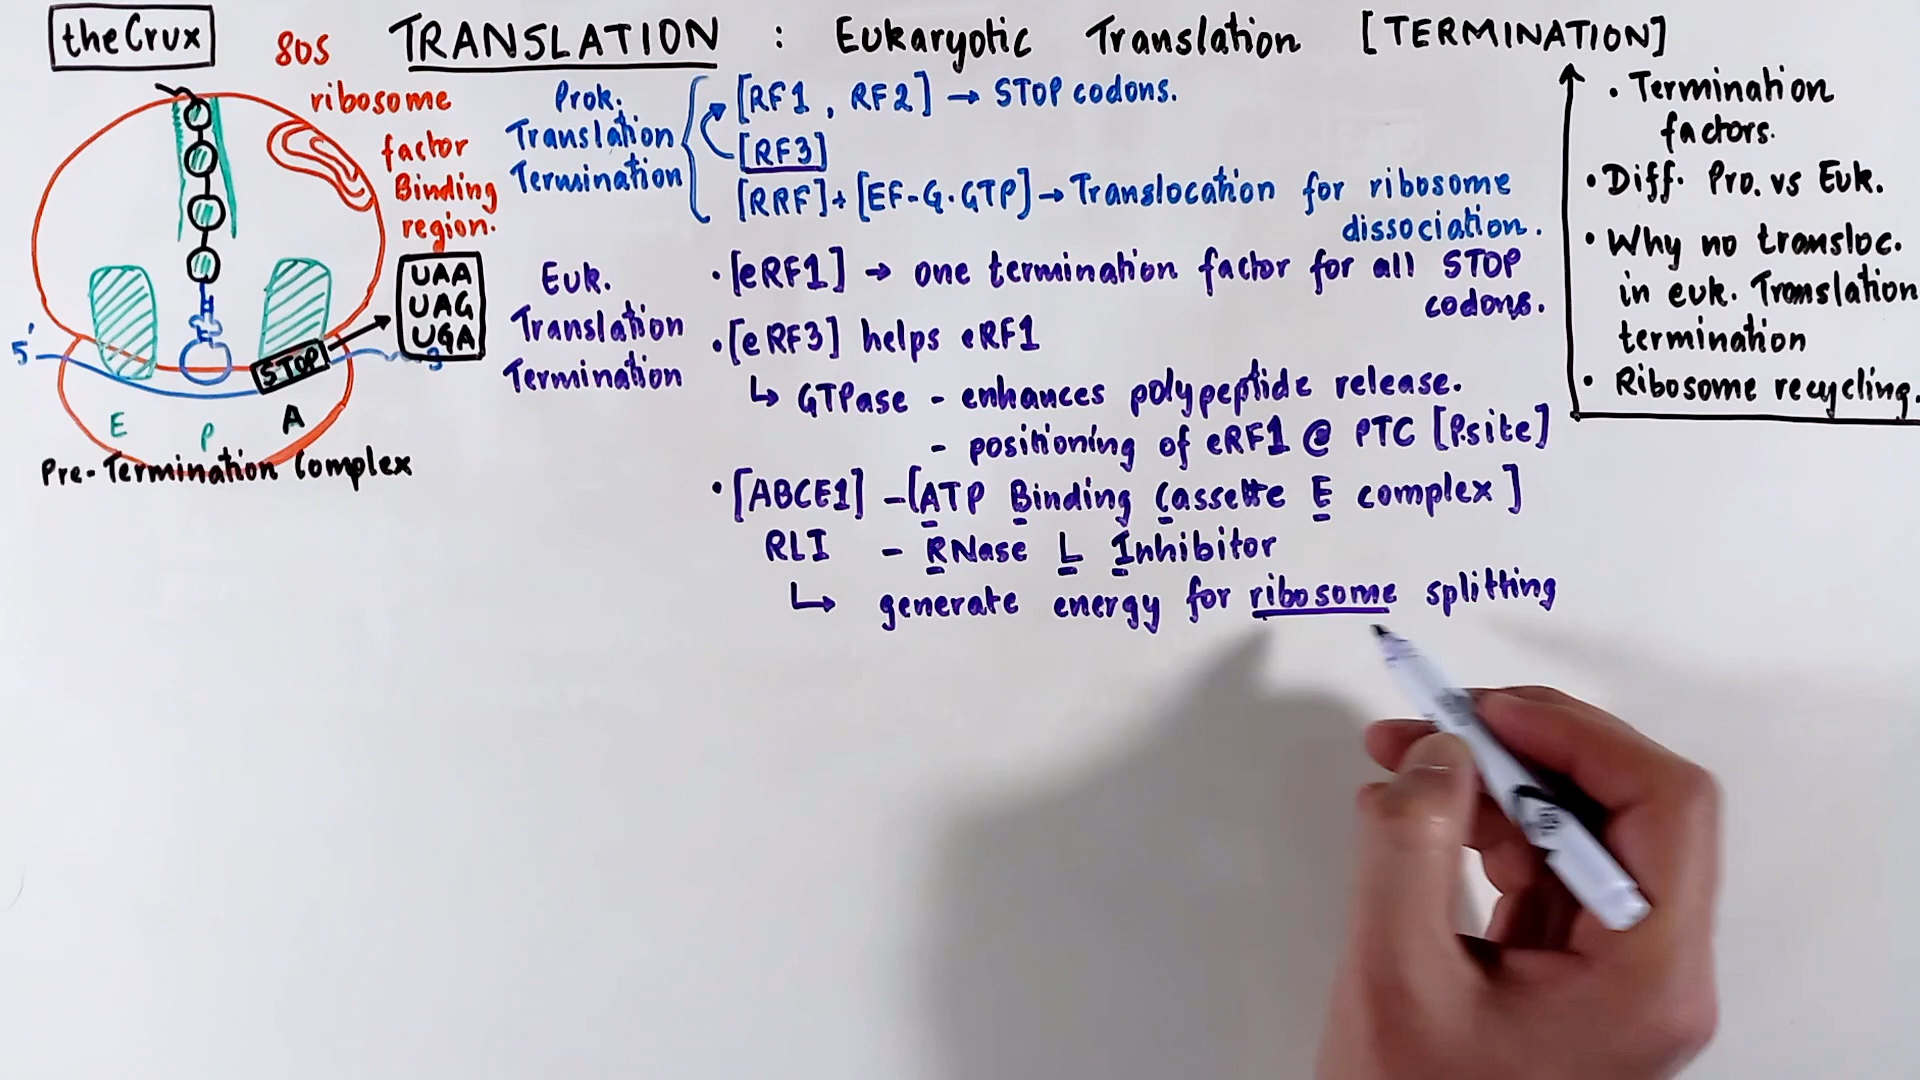 theCrux
TRANSLATION : Eukaryotic Translation [TERMINATION]
80S
ribosome
factor
Binding
region.
UAA
UAG
UGA
5'
STOP
3'
E
P
A
Pre-Termination Complex
Prok.
Translation
Termination
[RF1, RF2] → STOP codons.
[RF3]
[RRF]+[EF-G.GTP]→Translocation for ribosome
dissociation.
Euk.
Translation
Termination
•[eRF1] → one termination factor for all STOP
codons.
•[eRF3] helps eRF1
↳ GTPase - enhances polypeptide release.
- positioning of eRF1 @ PTC [P.site]
•[ABCE1] -[ATP Binding Cassette E complex]
RLI - RNase L Inhibitor
↳ generate energy for ribosome splitting
• Termination
factors.
• Diff. Pro. vs Euk.
• Why no transloc.
in euk. Translation
termination
• Ribosome recycling.